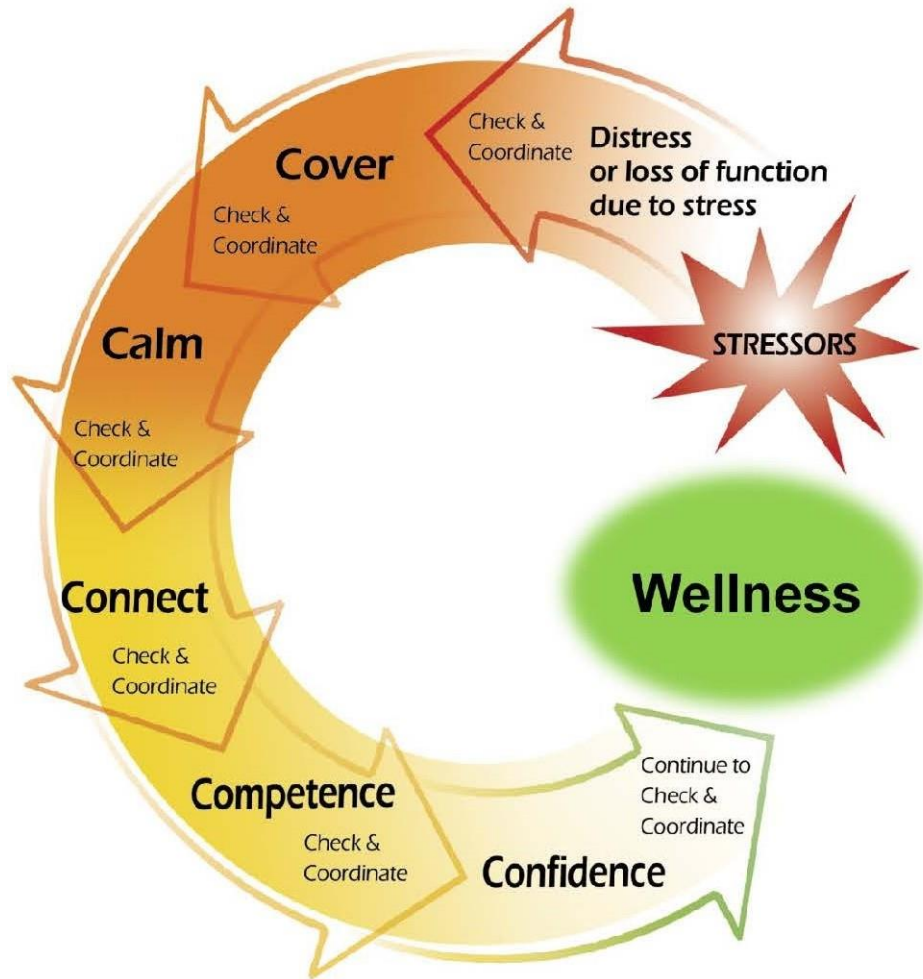 STRESSORS
Distress
or loss of function
due to stress
Check &
Coordinate
Cover
Check &
Coordinate
Calm
Check &
Coordinate
Connect
Check &
Coordinate
Competence
Check &
Coordinate
Confidence
Continue to
Check &
Coordinate
Wellness